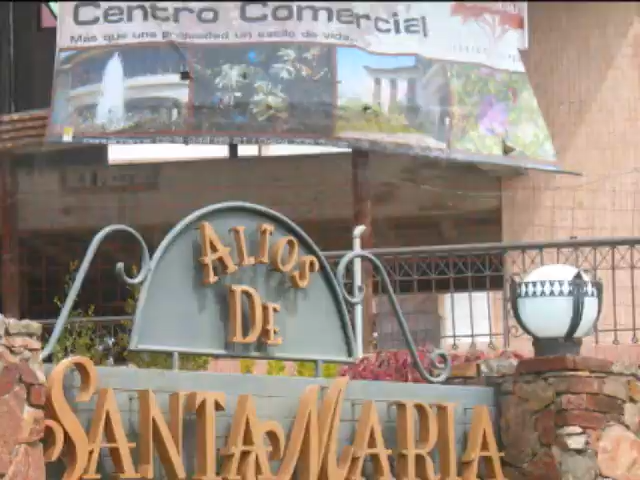 Centro Comercial
Más que una Propiedad un estilo de vida...
ALTOS
DE
SANTA MARIA